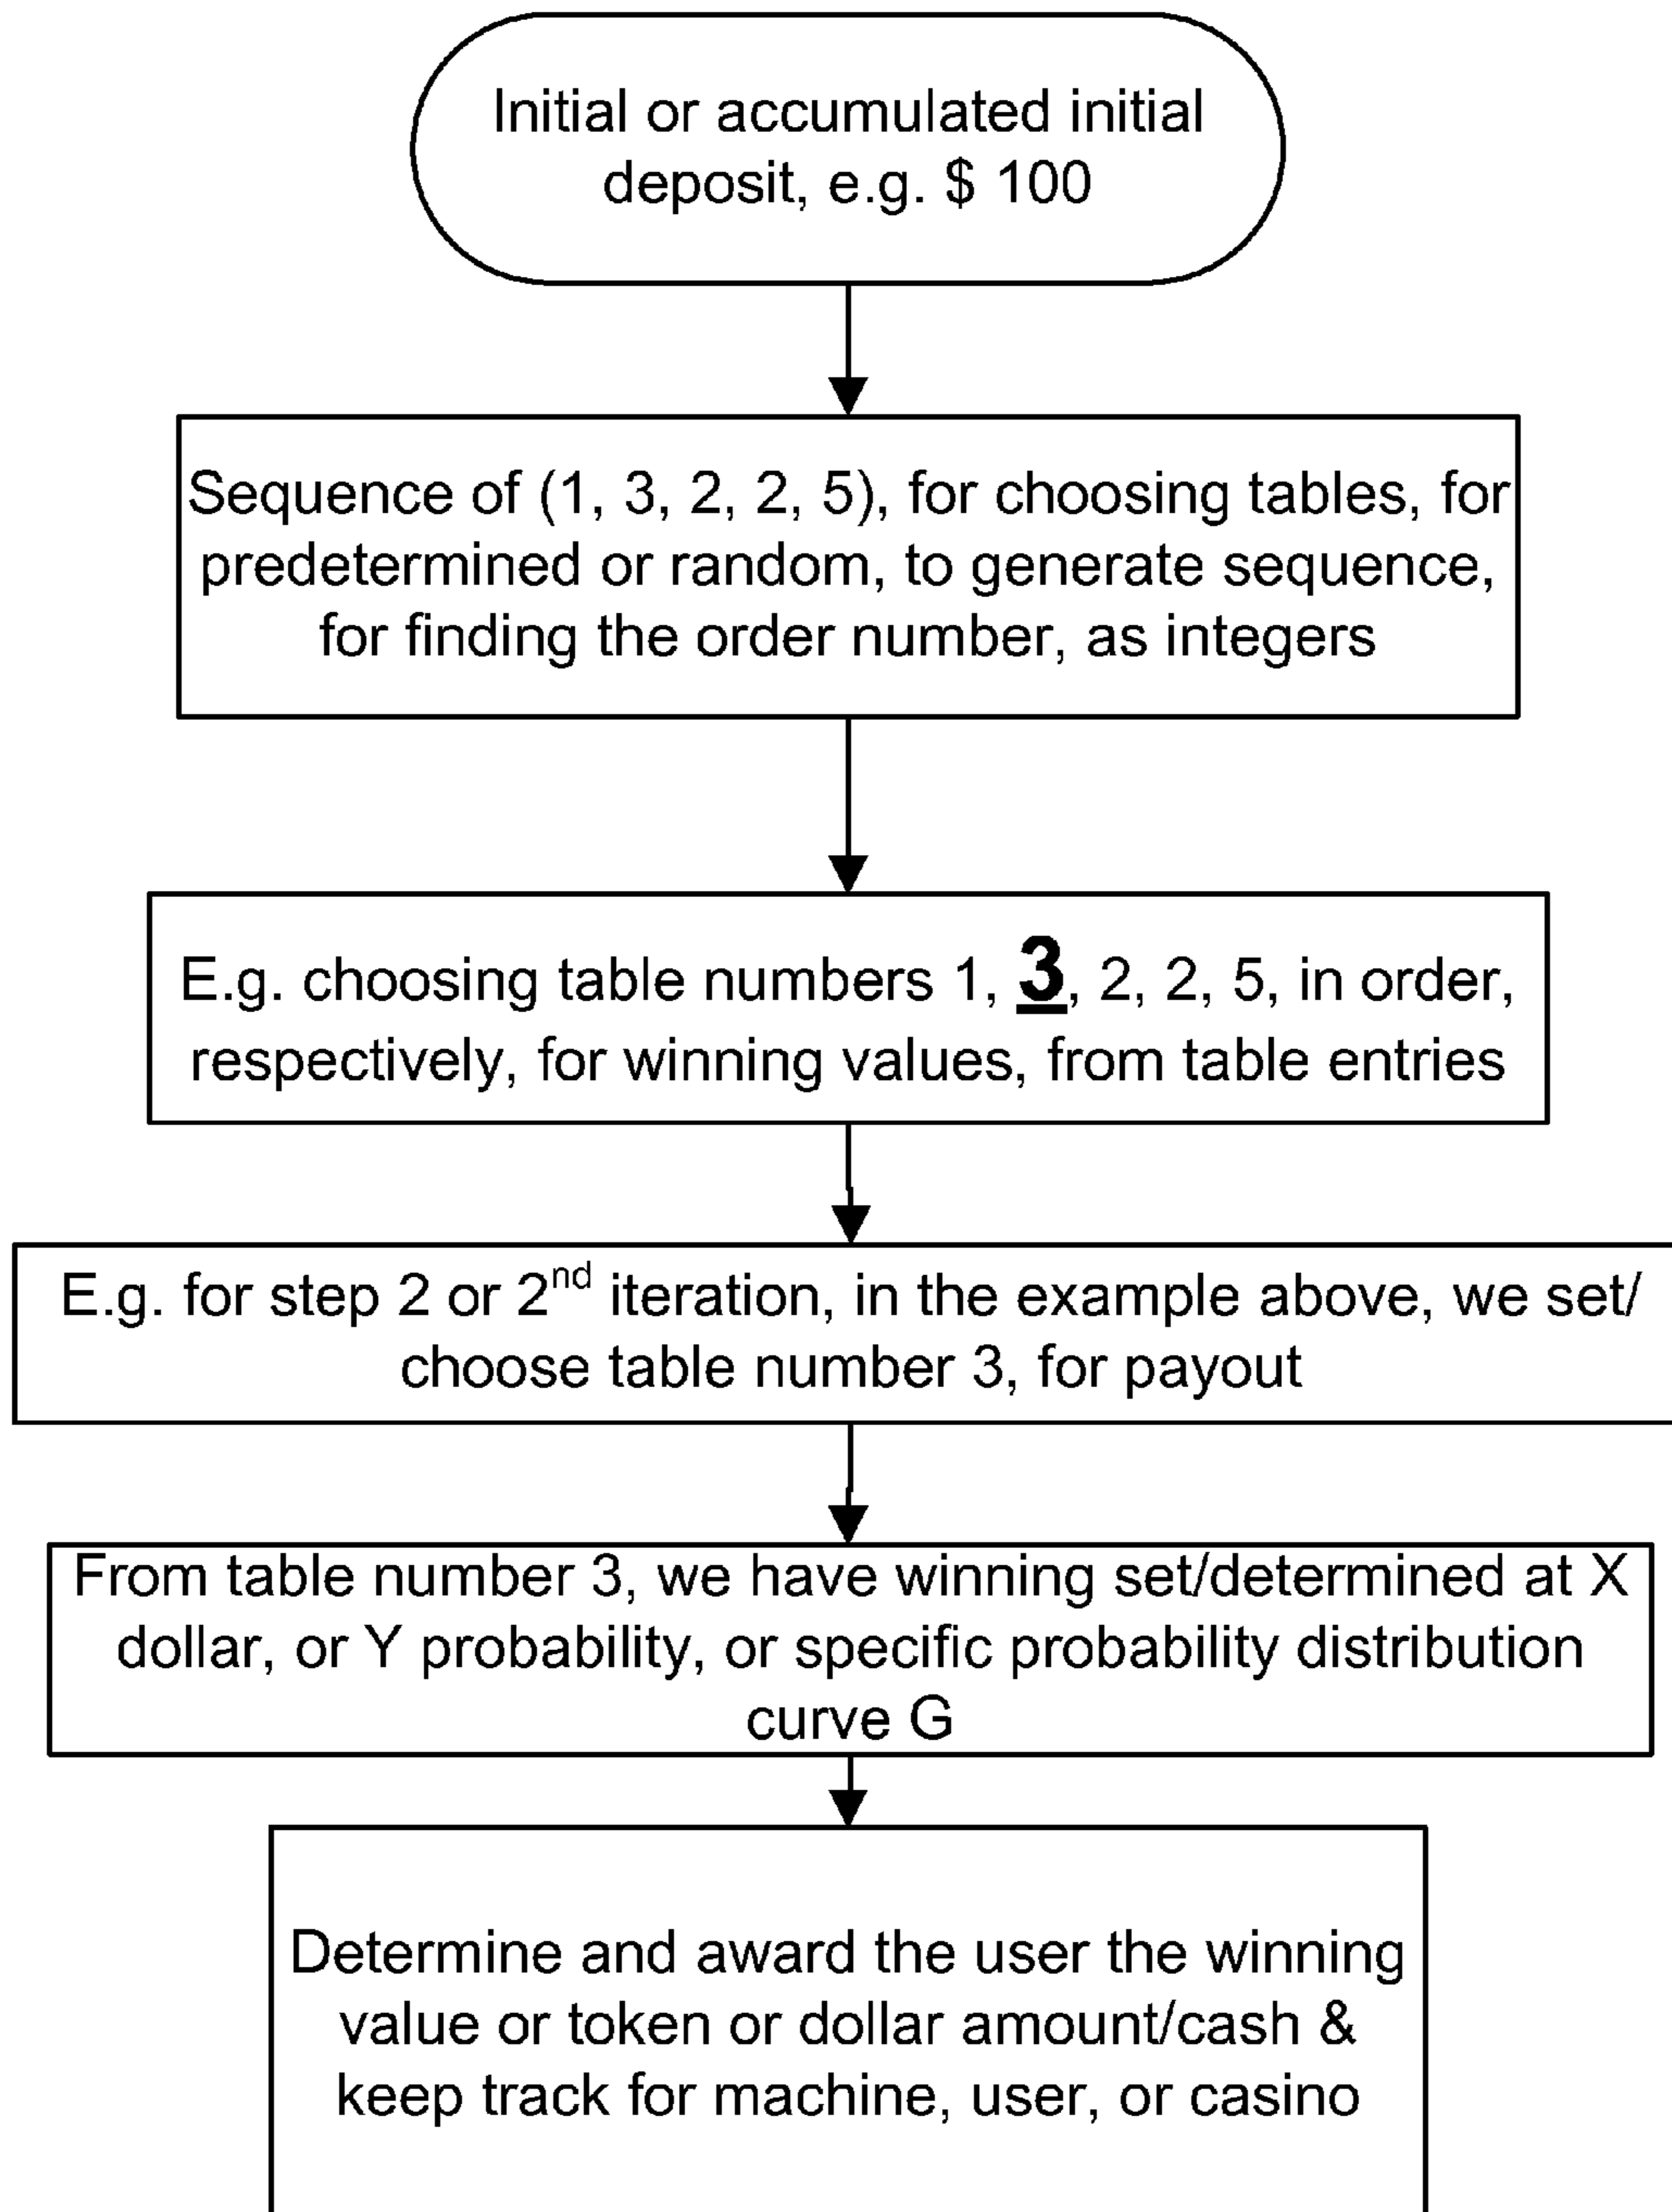 Initial or accumulated initial
deposit, e.g. $ 100
Sequence of (1, 3, 2, 2, 5), for choosing tables, for
predetermined or random, to generate sequence,
for finding the order number, as integers
E.g. choosing table numbers 1, 3, 2, 2, 5, in order,
respectively, for winning values, from table entries
E.g. for step 2 or 2nd iteration, in the example above, we set/
choose table number 3, for payout
From table number 3, we have winning set/determined at X
dollar, or Y probability, or specific probability distribution
curve G
Determine and award the user the winning
value or token or dollar amount/cash &
keep track for machine, user, or casino